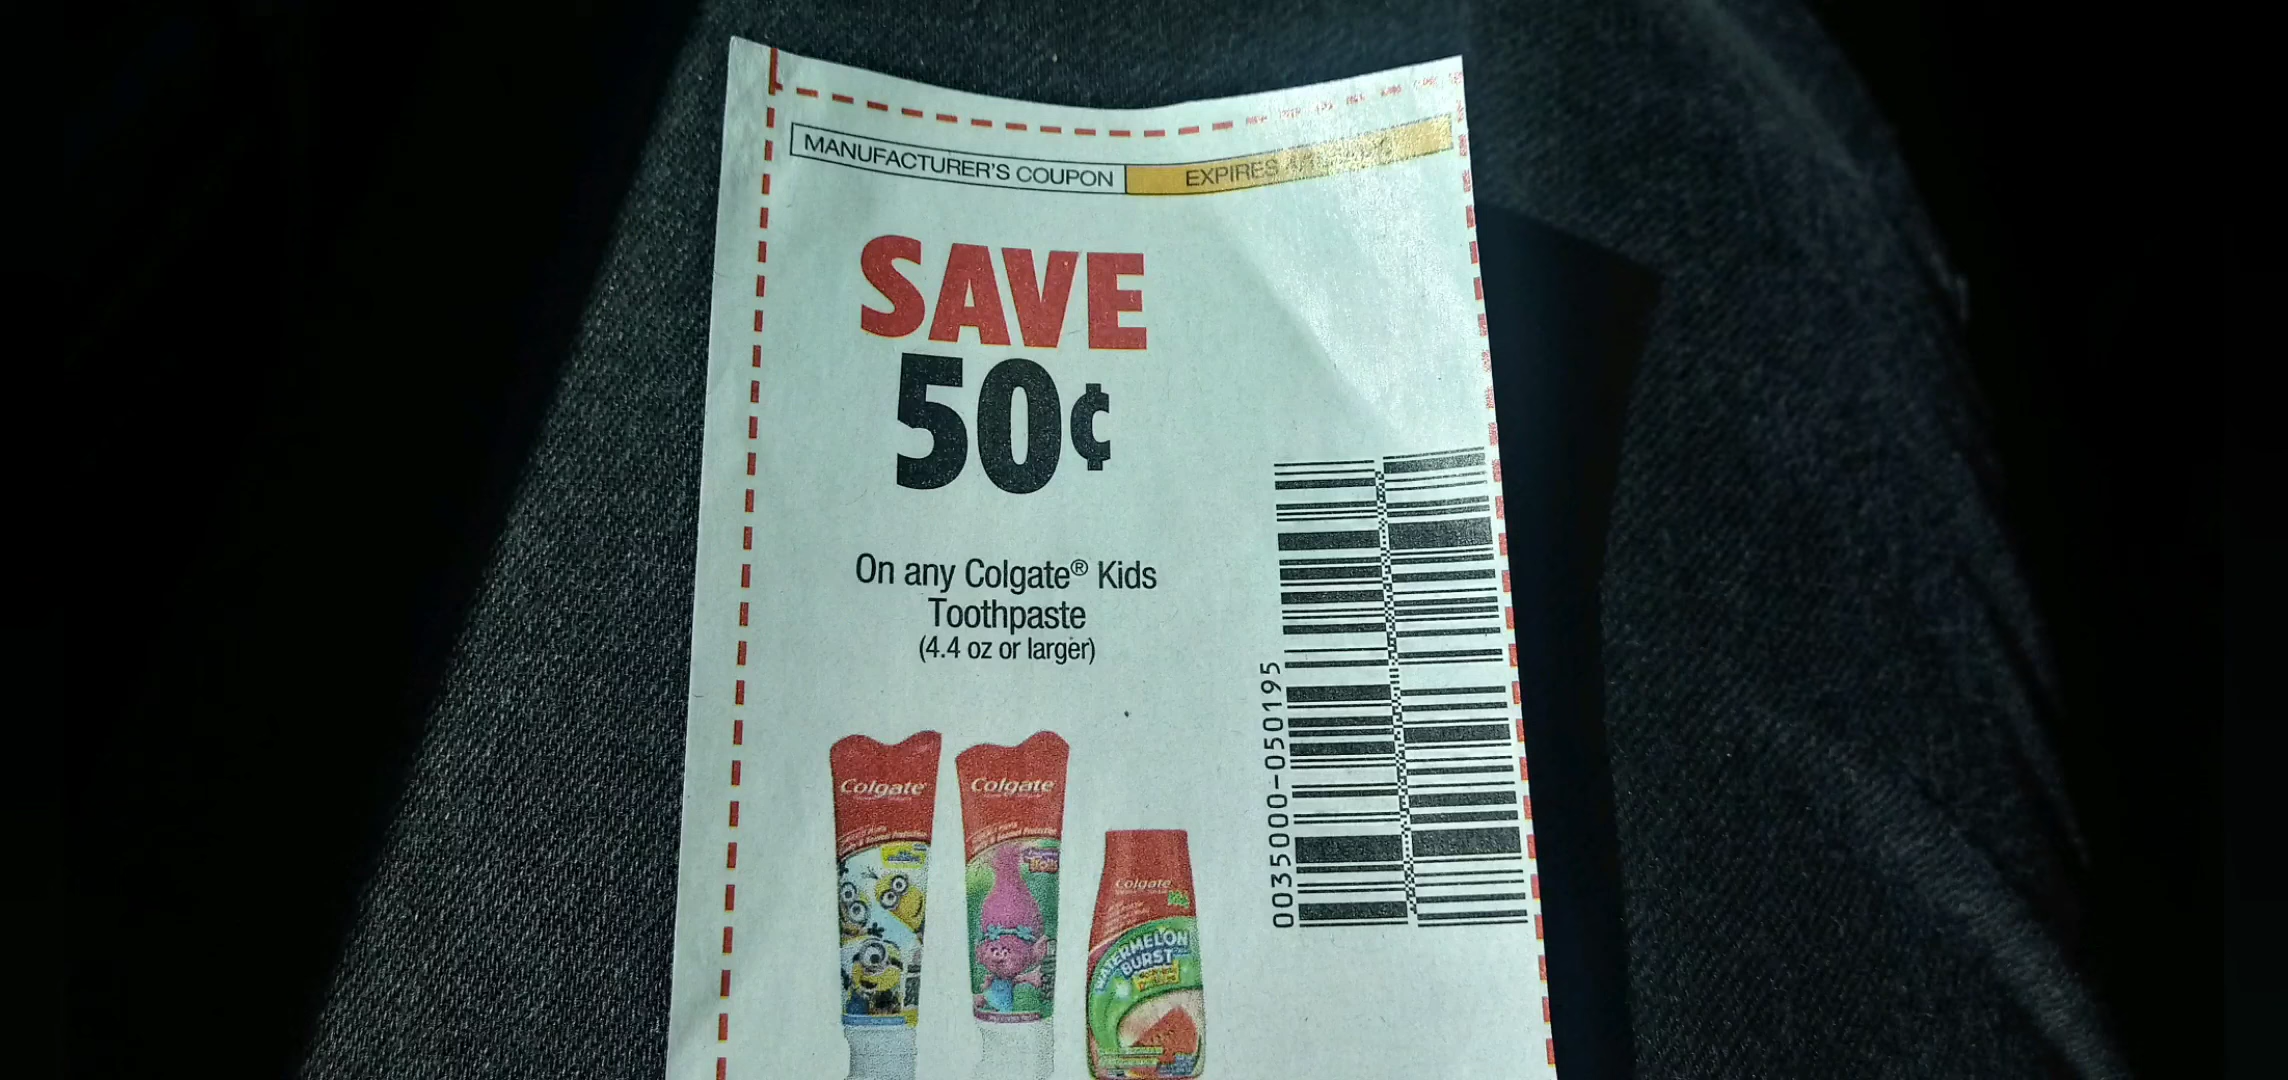 MANUFACTURER'S COUPON EXPIRES
SAVE
50¢
On any Colgate® Kids
Toothpaste
(4.4 oz or larger)
0035000-050195
Colgate® Colgate
Trolls
Colgate
WATERMELON
BURST